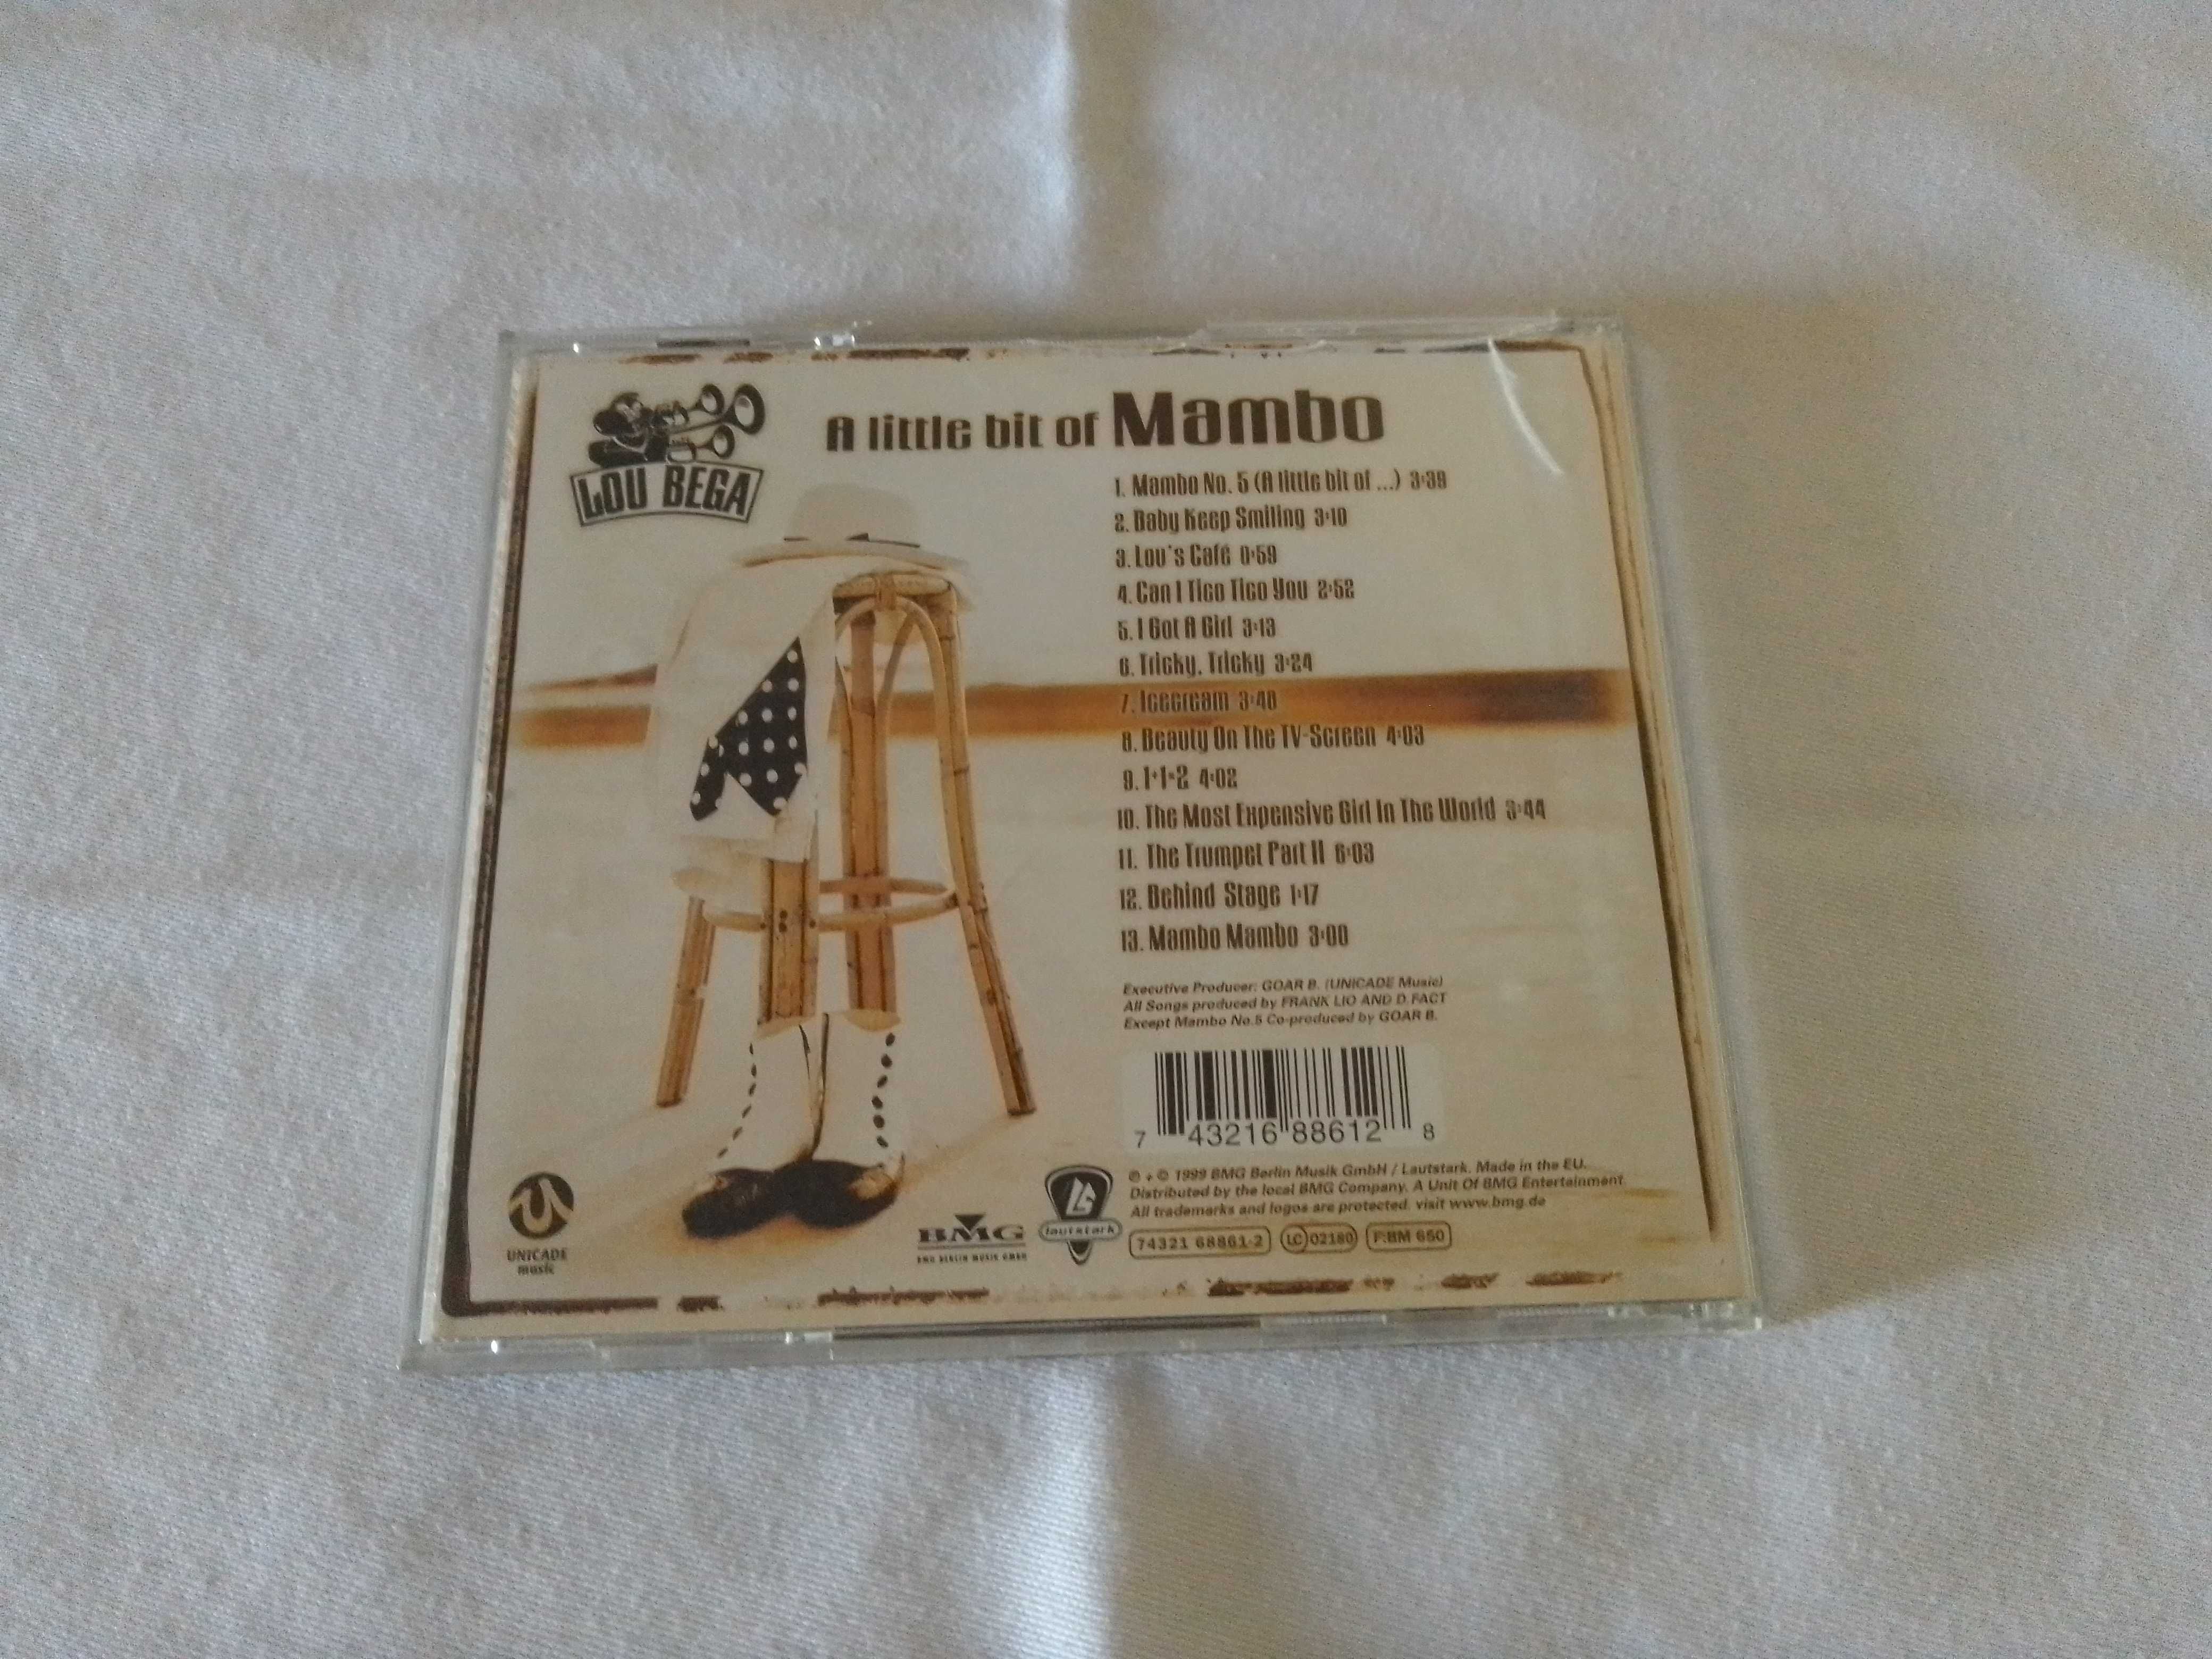 LOU BEGA
A little bit of Mambo
1. Mambo No. 5 (A little bit of ...) 3:39
2. Baby Keep Smiling 3:10
3. Lou's Café 0:59
4. Can I Tico Tico You 2:52
5. I Got A Girl 3:13
6. Tricky, Tricky 3:24
7. Icecream 3:40
8. Beauty On The TV-Screen 4:03
9. 1+1=2 4:02
10. The Most Expensive Girl In The World 3:44
11. The Trumpet Part II 6:03
12. Behind Stage 1:17
13. Mambo Mambo 3:00
Executive Producer: GOAR B. (UNICADE Music)
All Songs produced by FRANK LIO AND D. FACT
Except Mambo No.5 Co-produced by GOAR B.
7 43216 88612 8
℗ + © 1999 BMG Berlin Musik GmbH / Lautstark. Made in the EU.
Distributed by the local BMG Company. A Unit Of BMG Entertainment.
All trademarks and logos are protected. visit www.bmg.de
74321 68861-2 LC 02180 F:BM 650
UNICADE
music
BMG
BMG BERLIN MUSIK GMBH
LS
lautstark